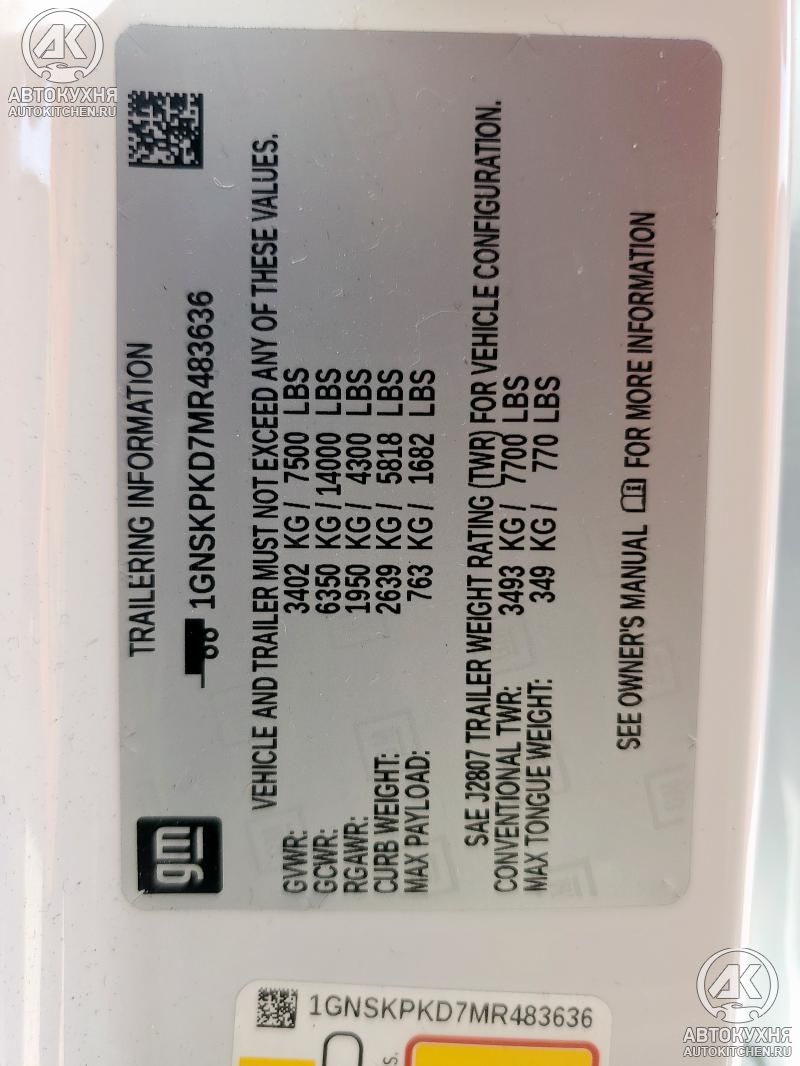 АВТОКУХНЯ
AUTOKITCHEN.RU
gm
TRAILERING INFORMATION
1GNSKPKD7MR483636
VEHICLE AND TRAILER MUST NOT EXCEED ANY OF THESE VALUES.
GVWR: 3402 KG / 7500 LBS
GCWR: 6350 KG / 14000 LBS
RGAWR: 1950 KG / 4300 LBS
CURB WEIGHT: 2639 KG / 5818 LBS
MAX PAYLOAD: 763 KG / 1682 LBS
SAE J2807 TRAILER WEIGHT RATING (TWR) FOR VEHICLE CONFIGURATION.
CONVENTIONAL TWR: 3493 KG / 7700 LBS
MAX TONGUE WEIGHT: 349 KG / 770 LBS
SEE OWNER'S MANUAL FOR MORE INFORMATION
1GNSKPKD7MR483636
s.
АВТОКУХНЯ
AUTOKITCHEN.RU